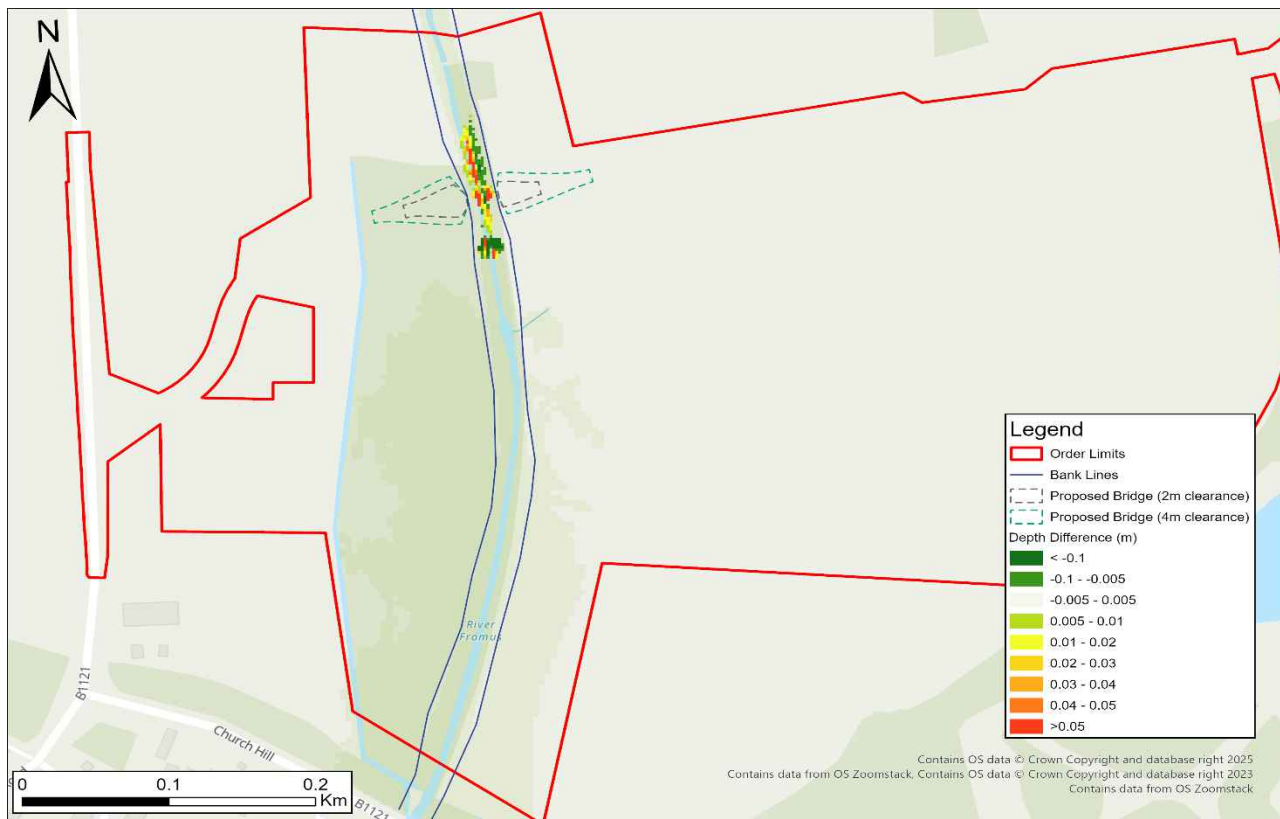 N
River
Fromus
B1121
Church Hill
B1121
0
0.1
0.2
Km
Legend
Order Limits
Bank Lines
Proposed Bridge (2m clearance)
Proposed Bridge (4m clearance)
Depth Difference (m)
< -0.1
-0.1 - -0.005
-0.005 - 0.005
0.005 - 0.01
0.01 - 0.02
0.02 - 0.03
0.03 - 0.04
0.04 - 0.05
>0.05
Contains OS data © Crown Copyright and database right 2025
Contains data from OS Zoomstack, Contains OS data © Crown Copyright and database right 2023
Contains data from OS Zoomstack